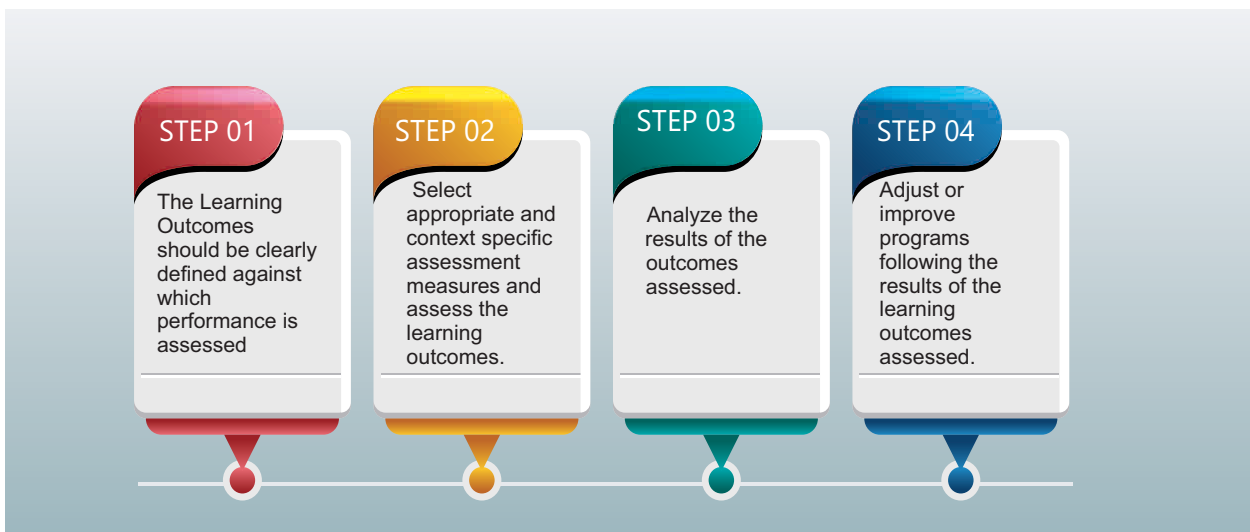 STEP 01
The Learning
Outcomes
should be clearly
defined against
which
performance is
assessed
STEP 02
Select
appropriate and
context specific
assessment
measures and
assess the
learning
outcomes.
STEP 03
Analyze the
results of the
outcomes
assessed.
STEP 04
Adjust or
improve
programs
following the
results of the
learning
outcomes
assessed.